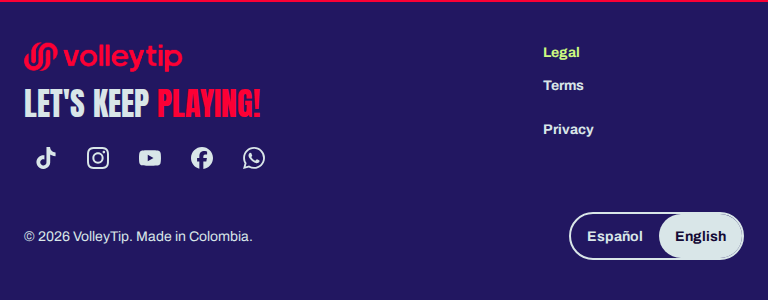 volleytip
LET'S KEEP PLAYING!
Legal
Terms
Privacy
© 2026 VolleyTip. Made in Colombia.
Español English